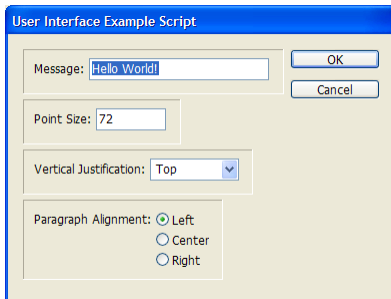 User Interface Example Script
Message: Hello World!
OK
Cancel
Point Size: 72
Vertical Justification: Top
Paragraph Alignment: Left
Center
Right